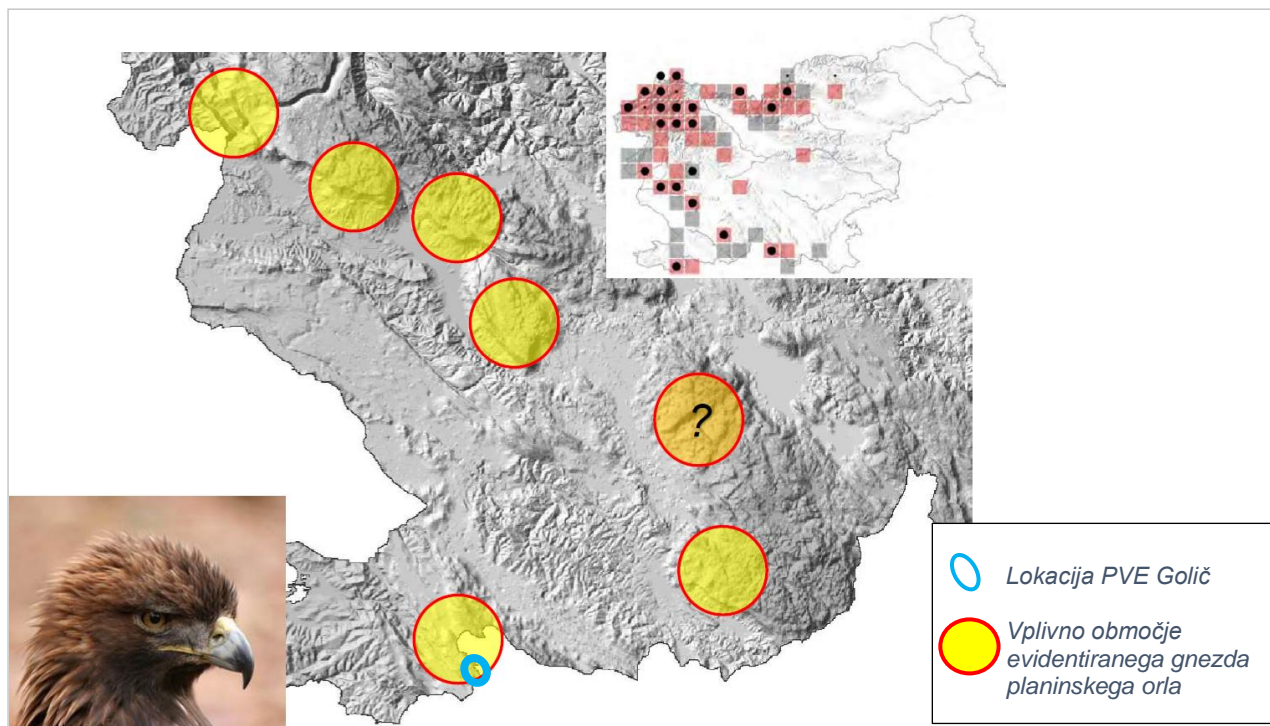 ?
Lokacija PVE Golič
Vplivno območje
evidentiranega gnezda
planinskega orla